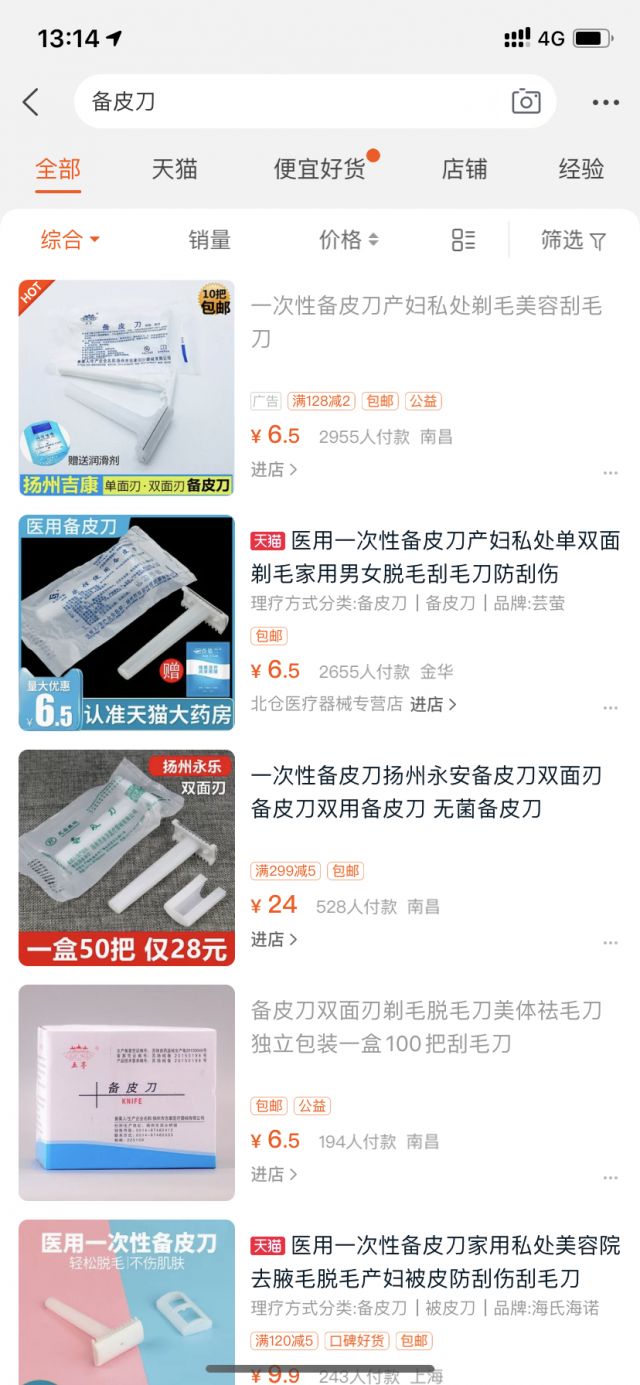 13:14
4G
备皮刀
全部 天猫 便宜好货 店铺 经验
综合 销量 价格 筛选
HOT
10把
包邮
备皮刀
赠送润滑剂
扬州吉康 单面刃·双面刃 备皮刀
一次性备皮刀产妇私处剃毛美容刮毛
刀
广告 满128减2 包邮 公益
¥ 6.5 2955人付款 南昌
进店
医用备皮刀
赠
量大优惠
¥6.5
认准天猫大药房
天猫 医用一次性备皮刀产妇私处单双面
剃毛家用男女脱毛刮毛刀防刮伤
理疗方式分类:备皮刀 | 备皮刀 | 品牌:芸萤
包邮
¥ 6.5 2655人付款 金华
北仓医疗器械专营店 进店
扬州永乐
双面刃
备皮刀
一盒50把 仅28元
一次性备皮刀扬州永安备皮刀双面刃
备皮刀双用备皮刀 无菌备皮刀
满299减5 包邮
¥ 24 528人付款 南昌
进店
备皮刀
KNIFE
备皮刀双面刃剃毛脱毛刀美体祛毛刀
独立包装一盒100把刮毛刀
包邮 公益
¥ 6.5 194人付款 南昌
进店
医用一次性备皮刀
轻松脱毛|不伤肌肤
天猫 医用一次性备皮刀家用私处美容院
去腋毛脱毛产妇被皮防刮伤刮毛刀
理疗方式分类:备皮刀 | 被皮刀 | 品牌:海氏海诺
满120减5 口碑好货 包邮
¥ 9.9 243人付款 上海